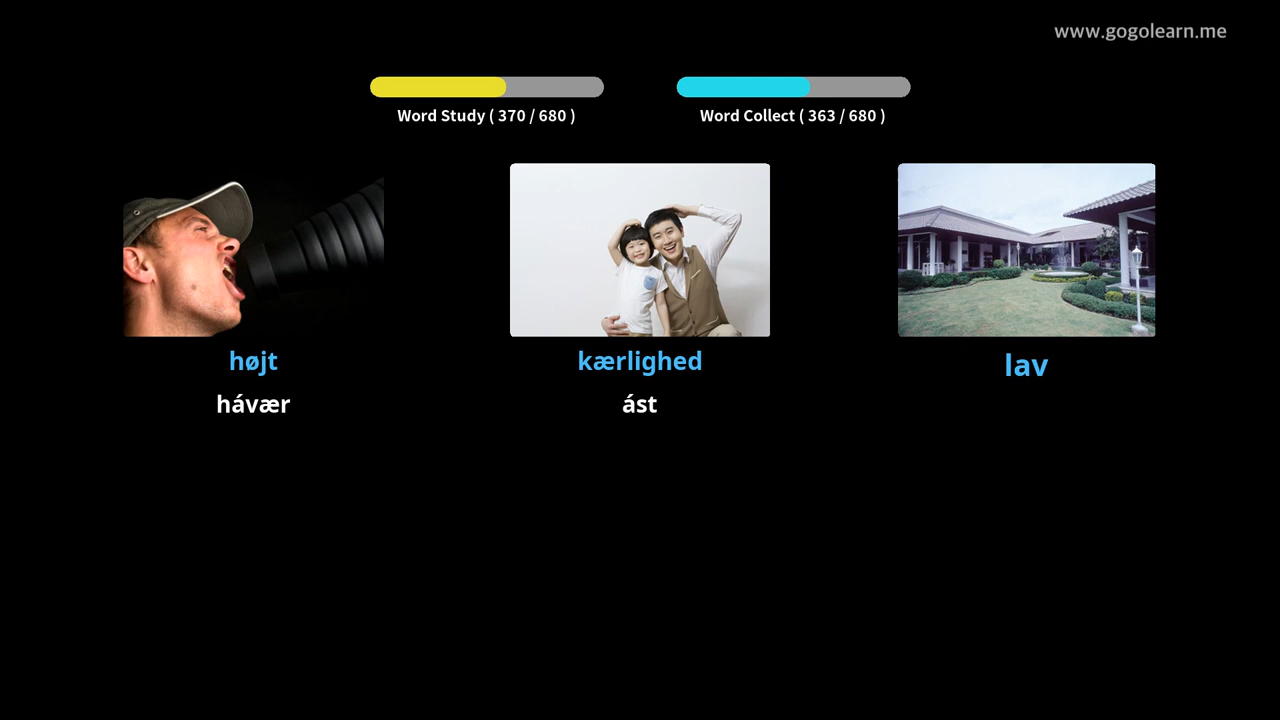 www.gogolearn.me
Word Study ( 370 / 680 )
Word Collect ( 363 / 680 )
højt
kærlighed
lav
hávær
ást